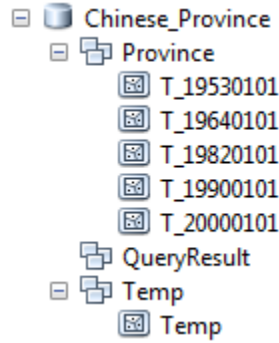 Chinese_Province
Province
T_19530101
T_19640101
T_19820101
T_19900101
T_20000101
QueryResult
Temp
Temp